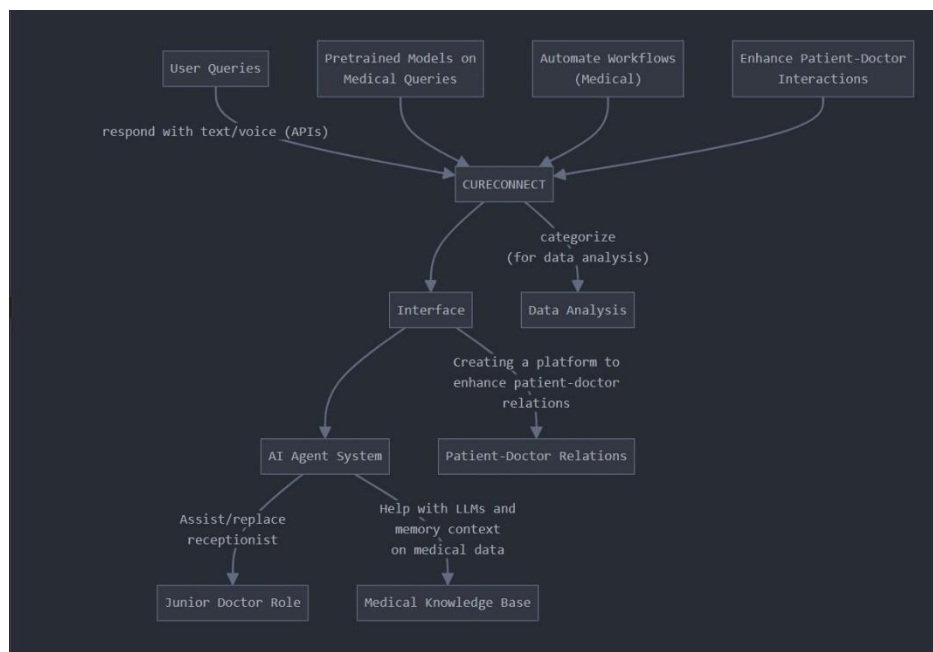 User Queries
Pretrained Models on
Medical Queries
Automate Workflows
(Medical)
Enhance Patient-Doctor
Interactions
respond with text/voice (APIs)
CURECONNECT
categorize
(for data analysis)
Interface
Data Analysis
Creating a platform to
enhance patient-doctor
relations
AI Agent System
Patient-Doctor Relations
Assist/replace
receptionist
Help with LLMs and
memory context
on medical data
Junior Doctor Role
Medical Knowledge Base